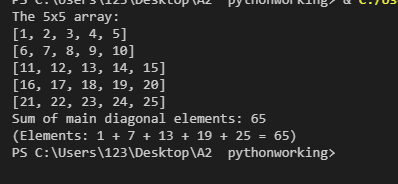 PS C:\Users\123\Desktop\A2  pythonworking> & C:/Us
The 5x5 array:
[1, 2, 3, 4, 5]
[6, 7, 8, 9, 10]
[11, 12, 13, 14, 15]
[16, 17, 18, 19, 20]
[21, 22, 23, 24, 25]
Sum of main diagonal elements: 65
(Elements: 1 + 7 + 13 + 19 + 25 = 65)
PS C:\Users\123\Desktop\A2  pythonworking>